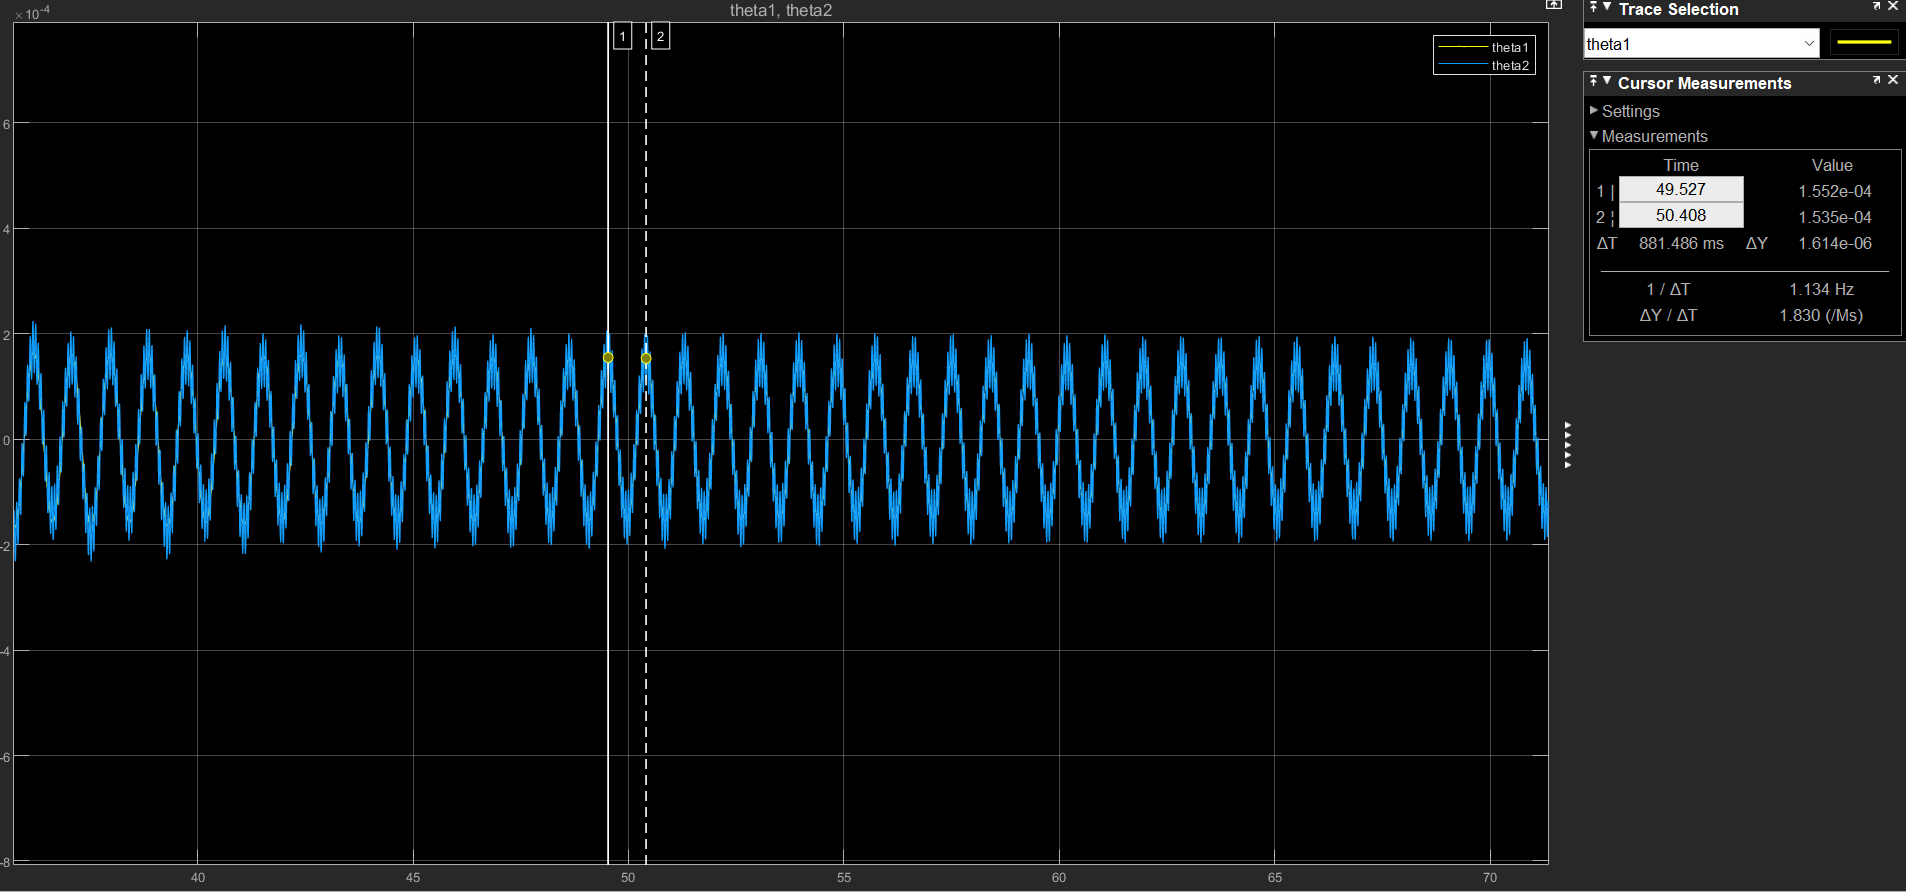 ×10⁻⁴
theta1, theta2
Trace Selection
theta1
1
2
theta1
theta2
Cursor Measurements
Settings
Measurements
Time Value
1 49.527 1.552e-04
2 50.408 1.535e-04
ΔT 881.486 ms ΔY 1.614e-06
1 / ΔT 1.134 Hz
ΔY / ΔT 1.830 (/Ms)
6
4
2
0
-2
-4
-6
-8
40 45 50 55 60 65 70